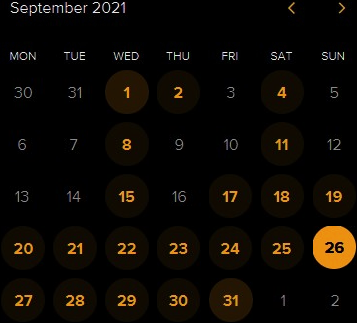 September 2021
MON TUE WED THU FRI SAT SUN
30 31 1 2 3 4 5
6 7 8 9 10 11 12
13 14 15 16 17 18 19
20 21 22 23 24 25 26
27 28 29 30 31 1 2